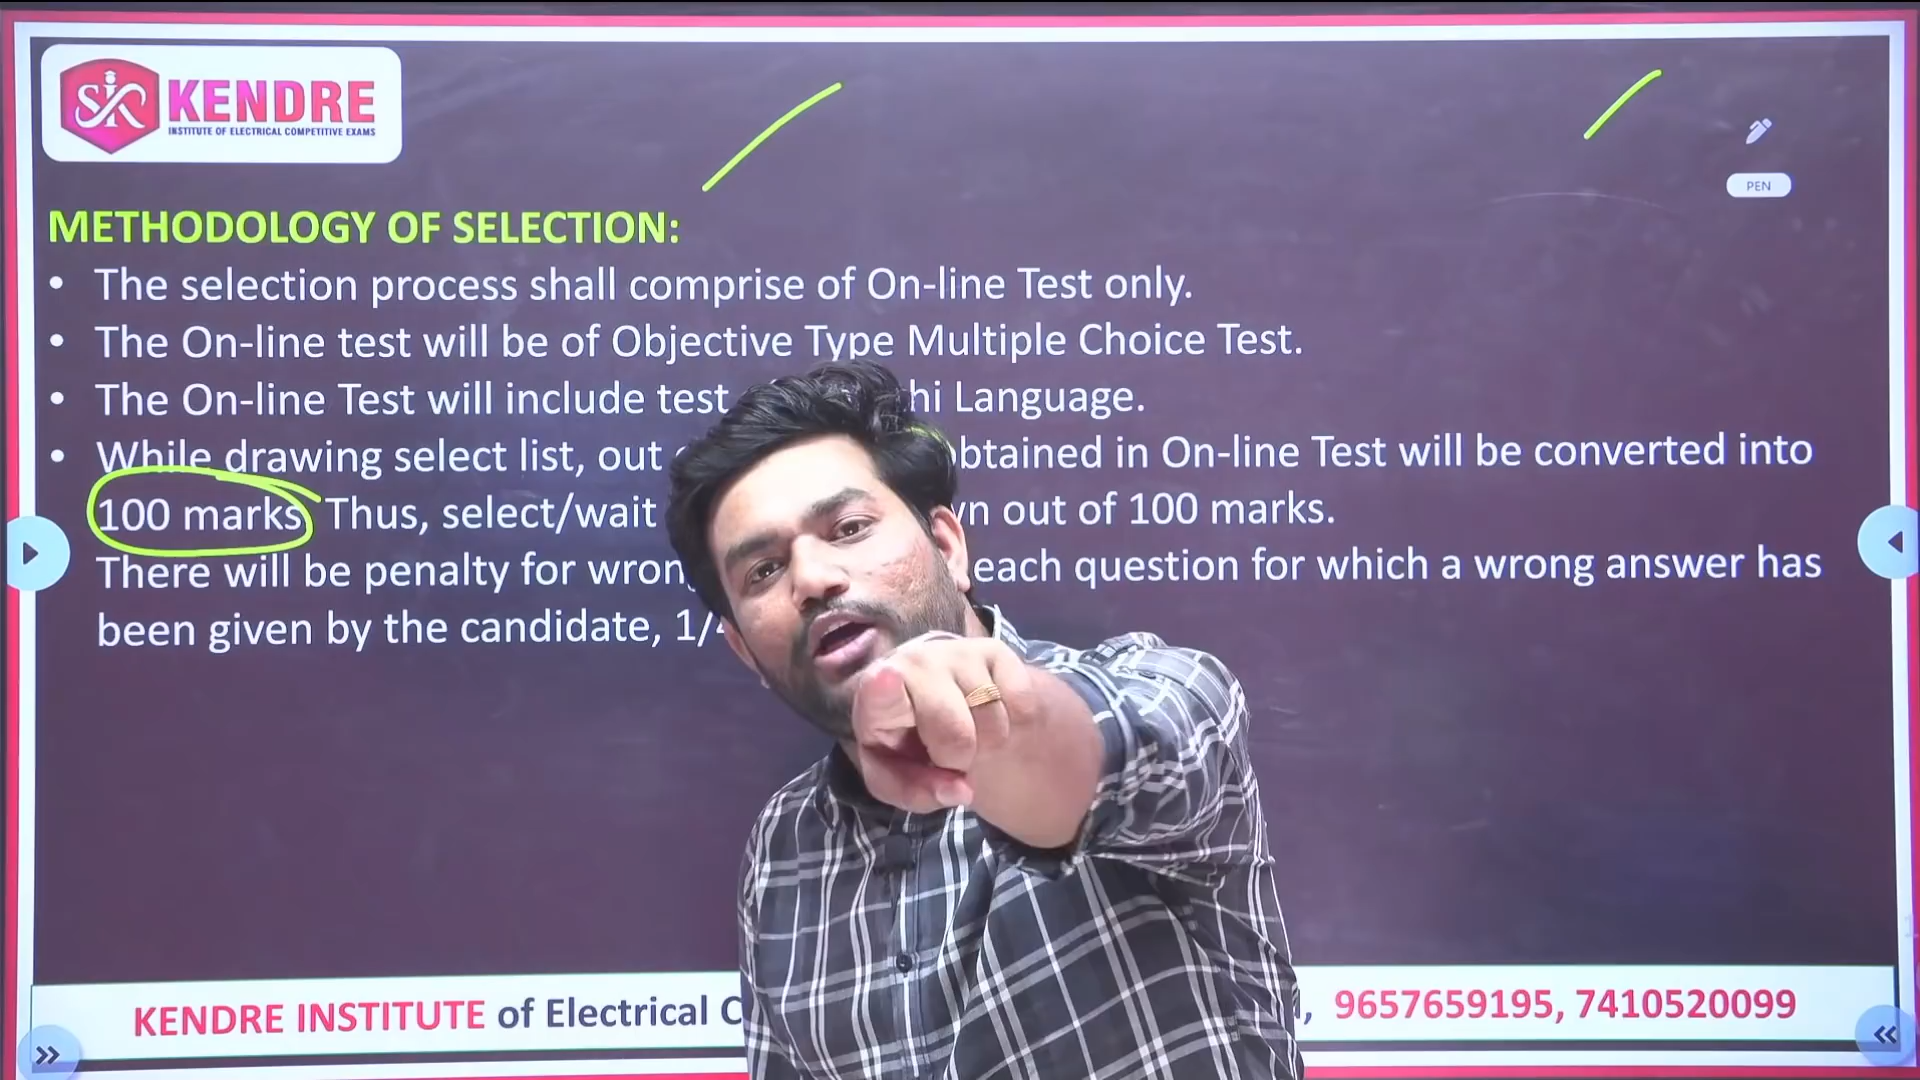 SK KENDRE
INSTITUTE OF ELECTRICAL COMPETITIVE EXAMS
PEN
METHODOLOGY OF SELECTION:
• The selection process shall comprise of On-line Test only.
• The On-line test will be of Objective Type Multiple Choice Test.
• The On-line Test will include test hi Language.
• While drawing select list, out obtained in On-line Test will be converted into
100 marks. Thus, select/wait out of 100 marks.
There will be penalty for wrong each question for which a wrong answer has
been given by the candidate, 1/4
KENDRE INSTITUTE of Electrical C , 9657659195, 7410520099